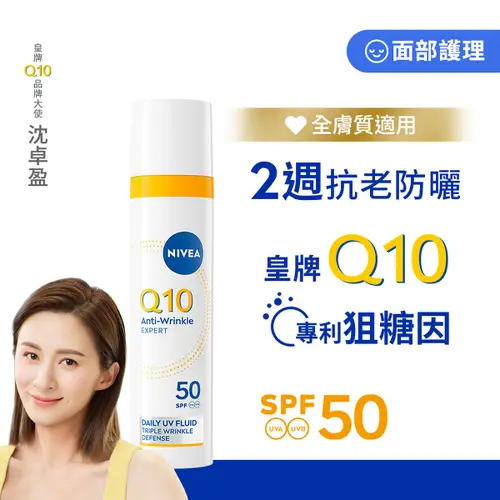 皇牌
Q10
品牌大使
沈卓盈
面部護理
全膚質適用
2週抗老防曬
皇牌Q10
專利狙糖因
SPF 50
UVA UVB
NIVEA
Q10
Anti-Wrinkle
EXPERT
50
SPF
DAILY UV FLUID
TRIPLE WRINKLE
DEFENSE